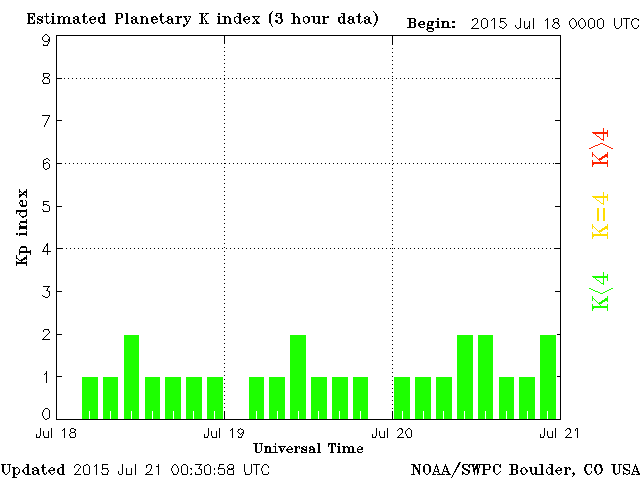 Estimated Planetary K index (3 hour data) Begin: 2015 Jul 18 0000 UTC
9
8
7
6
5
4
3
2
1
0
Kp index
K>4
K=4
K<4
Jul 18 Jul 19 Jul 20 Jul 21
Universal Time
Updated 2015 Jul 21 00:30:58 UTC NOAA/SWPC Boulder, CO USA